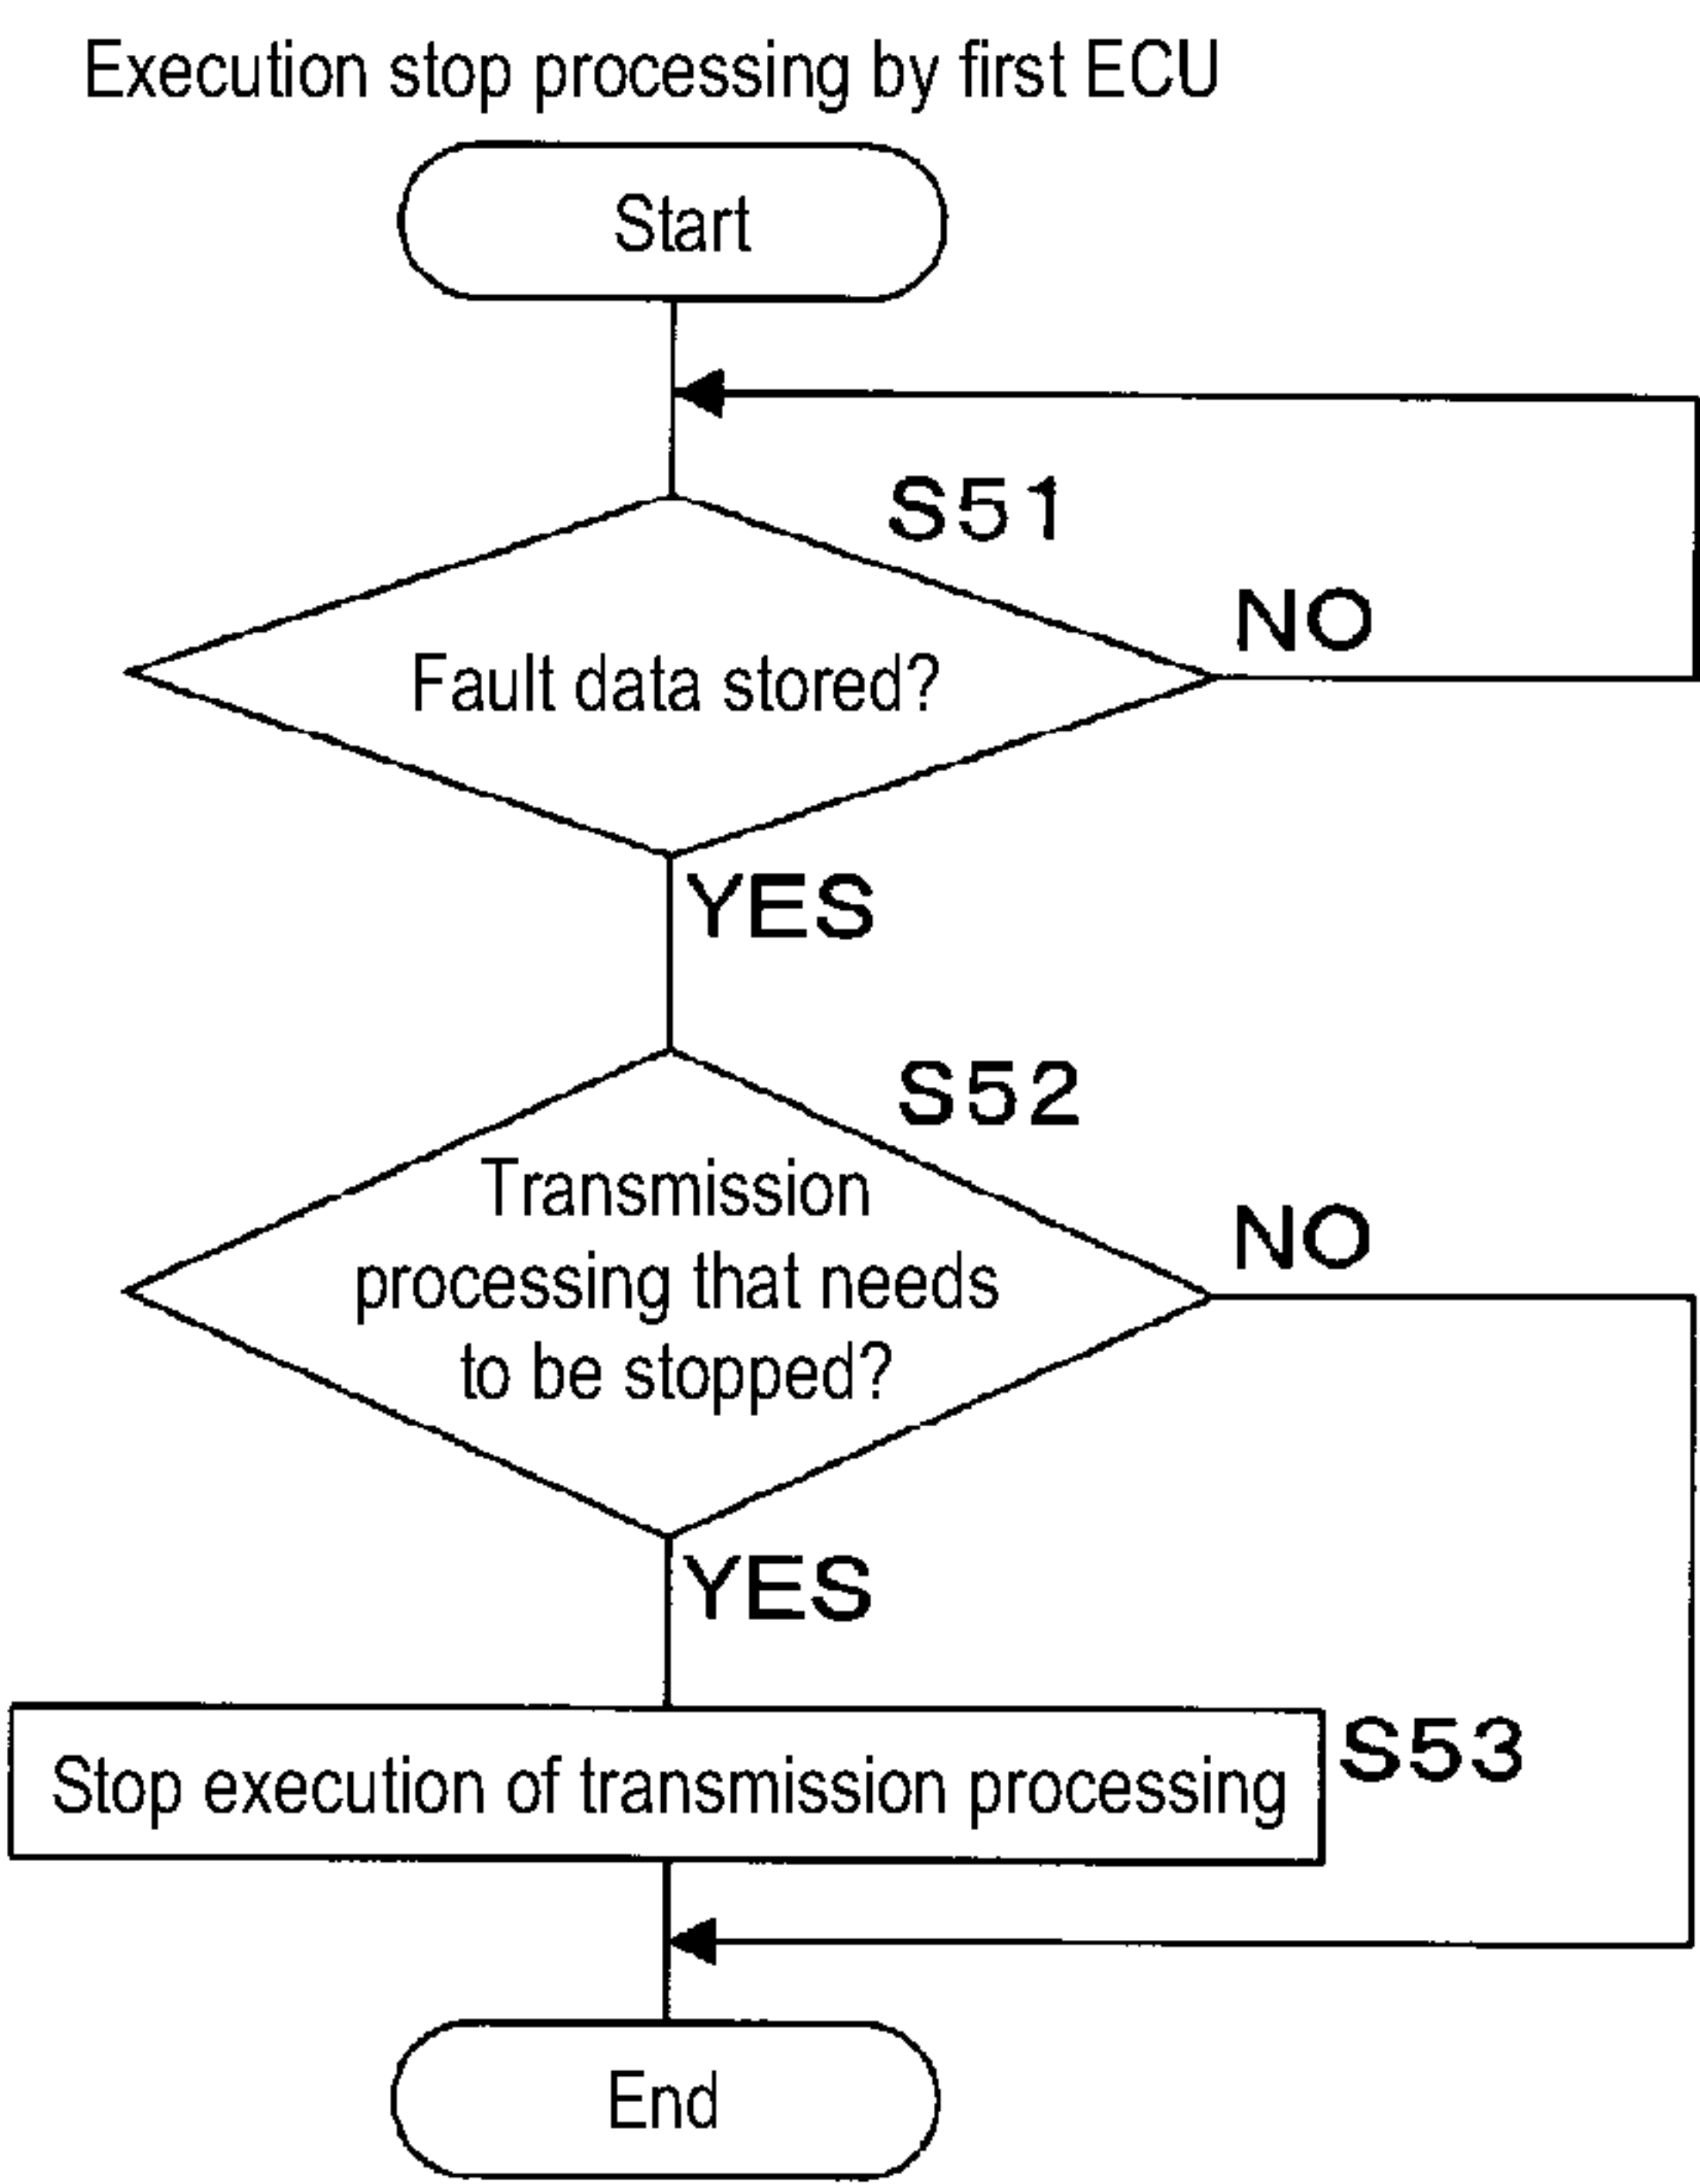 Execution stop processing by first ECU
Start
S51
NO
Fault data stored?
YES
S52
Transmission
NO
processing that needs
to be stopped?
YES
S53
Stop execution of transmission processing
End